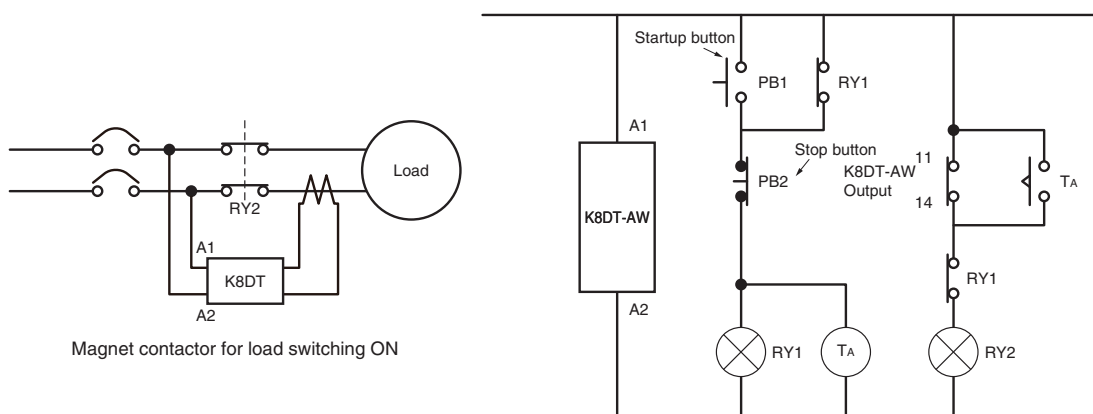 Load
RY2
A1
K8DT
A2
Magnet contactor for load switching ON
Startup button
PB1
RY1
A1
K8DT-AW
A2
Stop button
PB2
RY1
TA
11
K8DT-AW
Output
14
TA
RY1
RY2